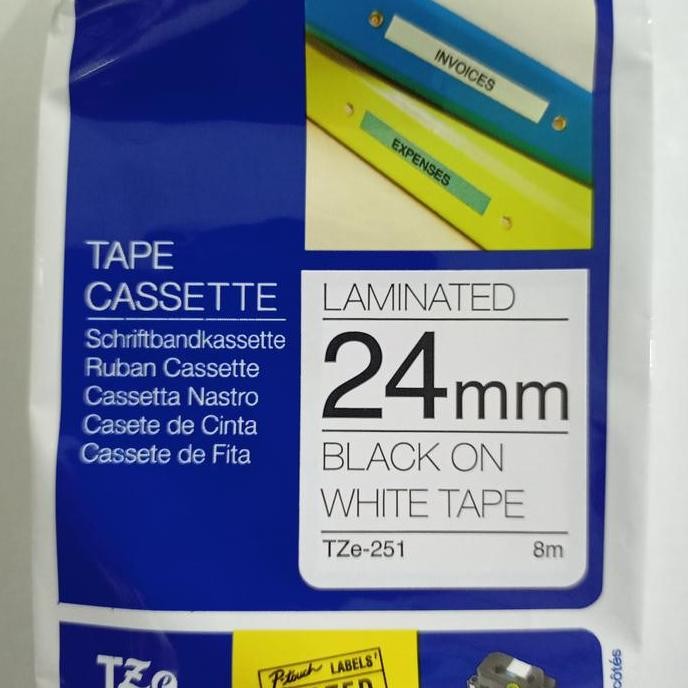 INVOICES
EXPENSES
TAPE
CASSETTE
Schriftbandkassette
Ruban Cassette
Cassetta Nastro
Casete de Cinta
Cassete de Fita
LAMINATED
24mm
BLACK ON
WHITE TAPE
TZe-251 8m
TZe
P-touch LABELS
côtés